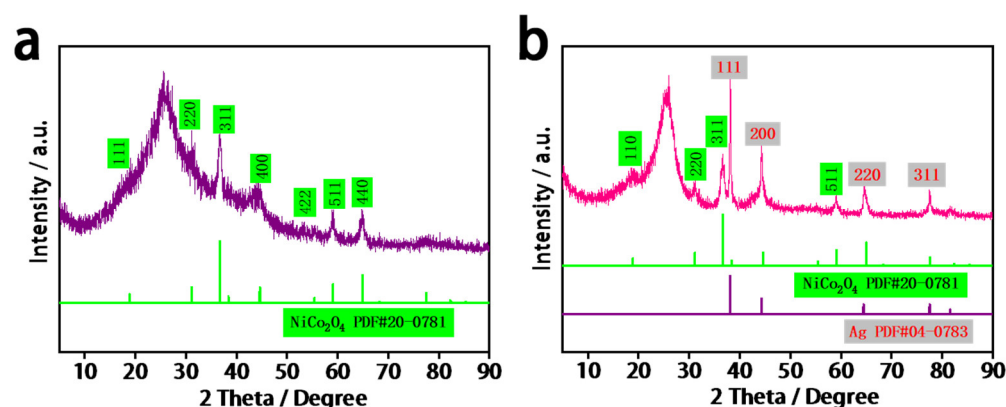 a
Intensity / a.u.
111
220
311
400
422
511
440
NiCo₂O₄ PDF#20-0781
10 20 30 40 50 60 70 80 90
2 Theta / Degree
b
Intensity / a.u.
110
220
311
111
200
511
220
311
NiCo₂O₄ PDF#20-0781
Ag PDF#04-0783
10 20 30 40 50 60 70 80 90
2 Theta / Degree